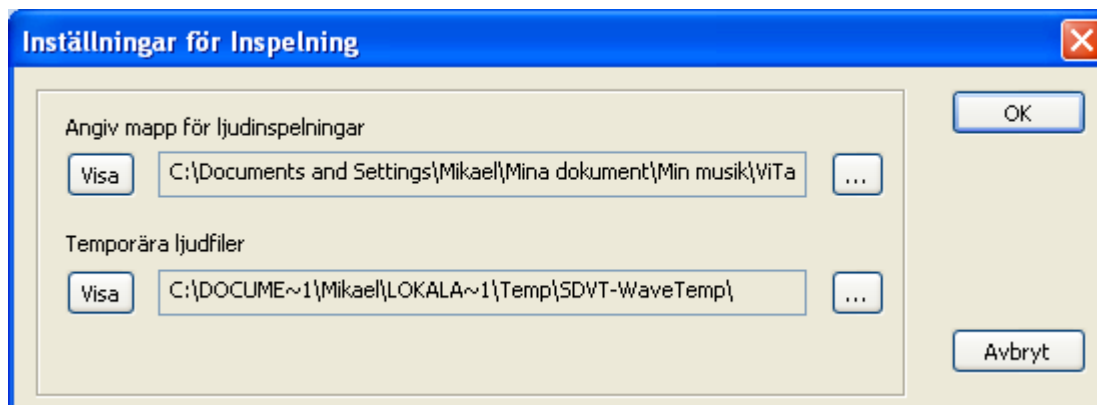 Inställningar för Inspelning
OK
Angiv mapp för ljudinspelningar
Visa C:\Documents and Settings\Mikael\Mina dokument\Min musik\ViTa ...
Temporära ljudfiler
Visa C:\DOCUME~1\Mikael\LOKALA~1\Temp\SDVT-WaveTemp\ ...
Avbryt